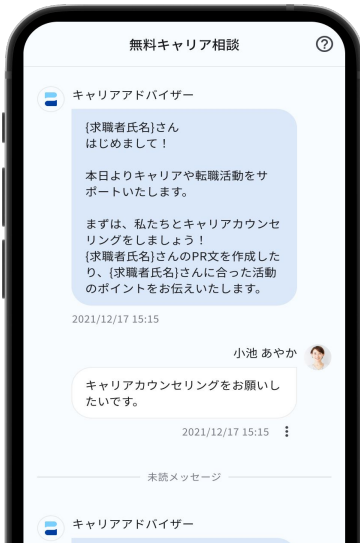 無料キャリア相談
キャリアアドバイザー
{求職者氏名}さん
はじめまして！
本日よりキャリアや転職活動をサ
ポートいたします。
まずは、私たちとキャリアカウンセ
リングをしましょう！
{求職者氏名}さんのPR文を作成した
り、{求職者氏名}さんに合った活動
のポイントをお伝えいたします。
2021/12/17 15:15
小池 あやか
キャリアカウンセリングをお願いし
たいです。
2021/12/17 15:15
未読メッセージ
キャリアアドバイザー